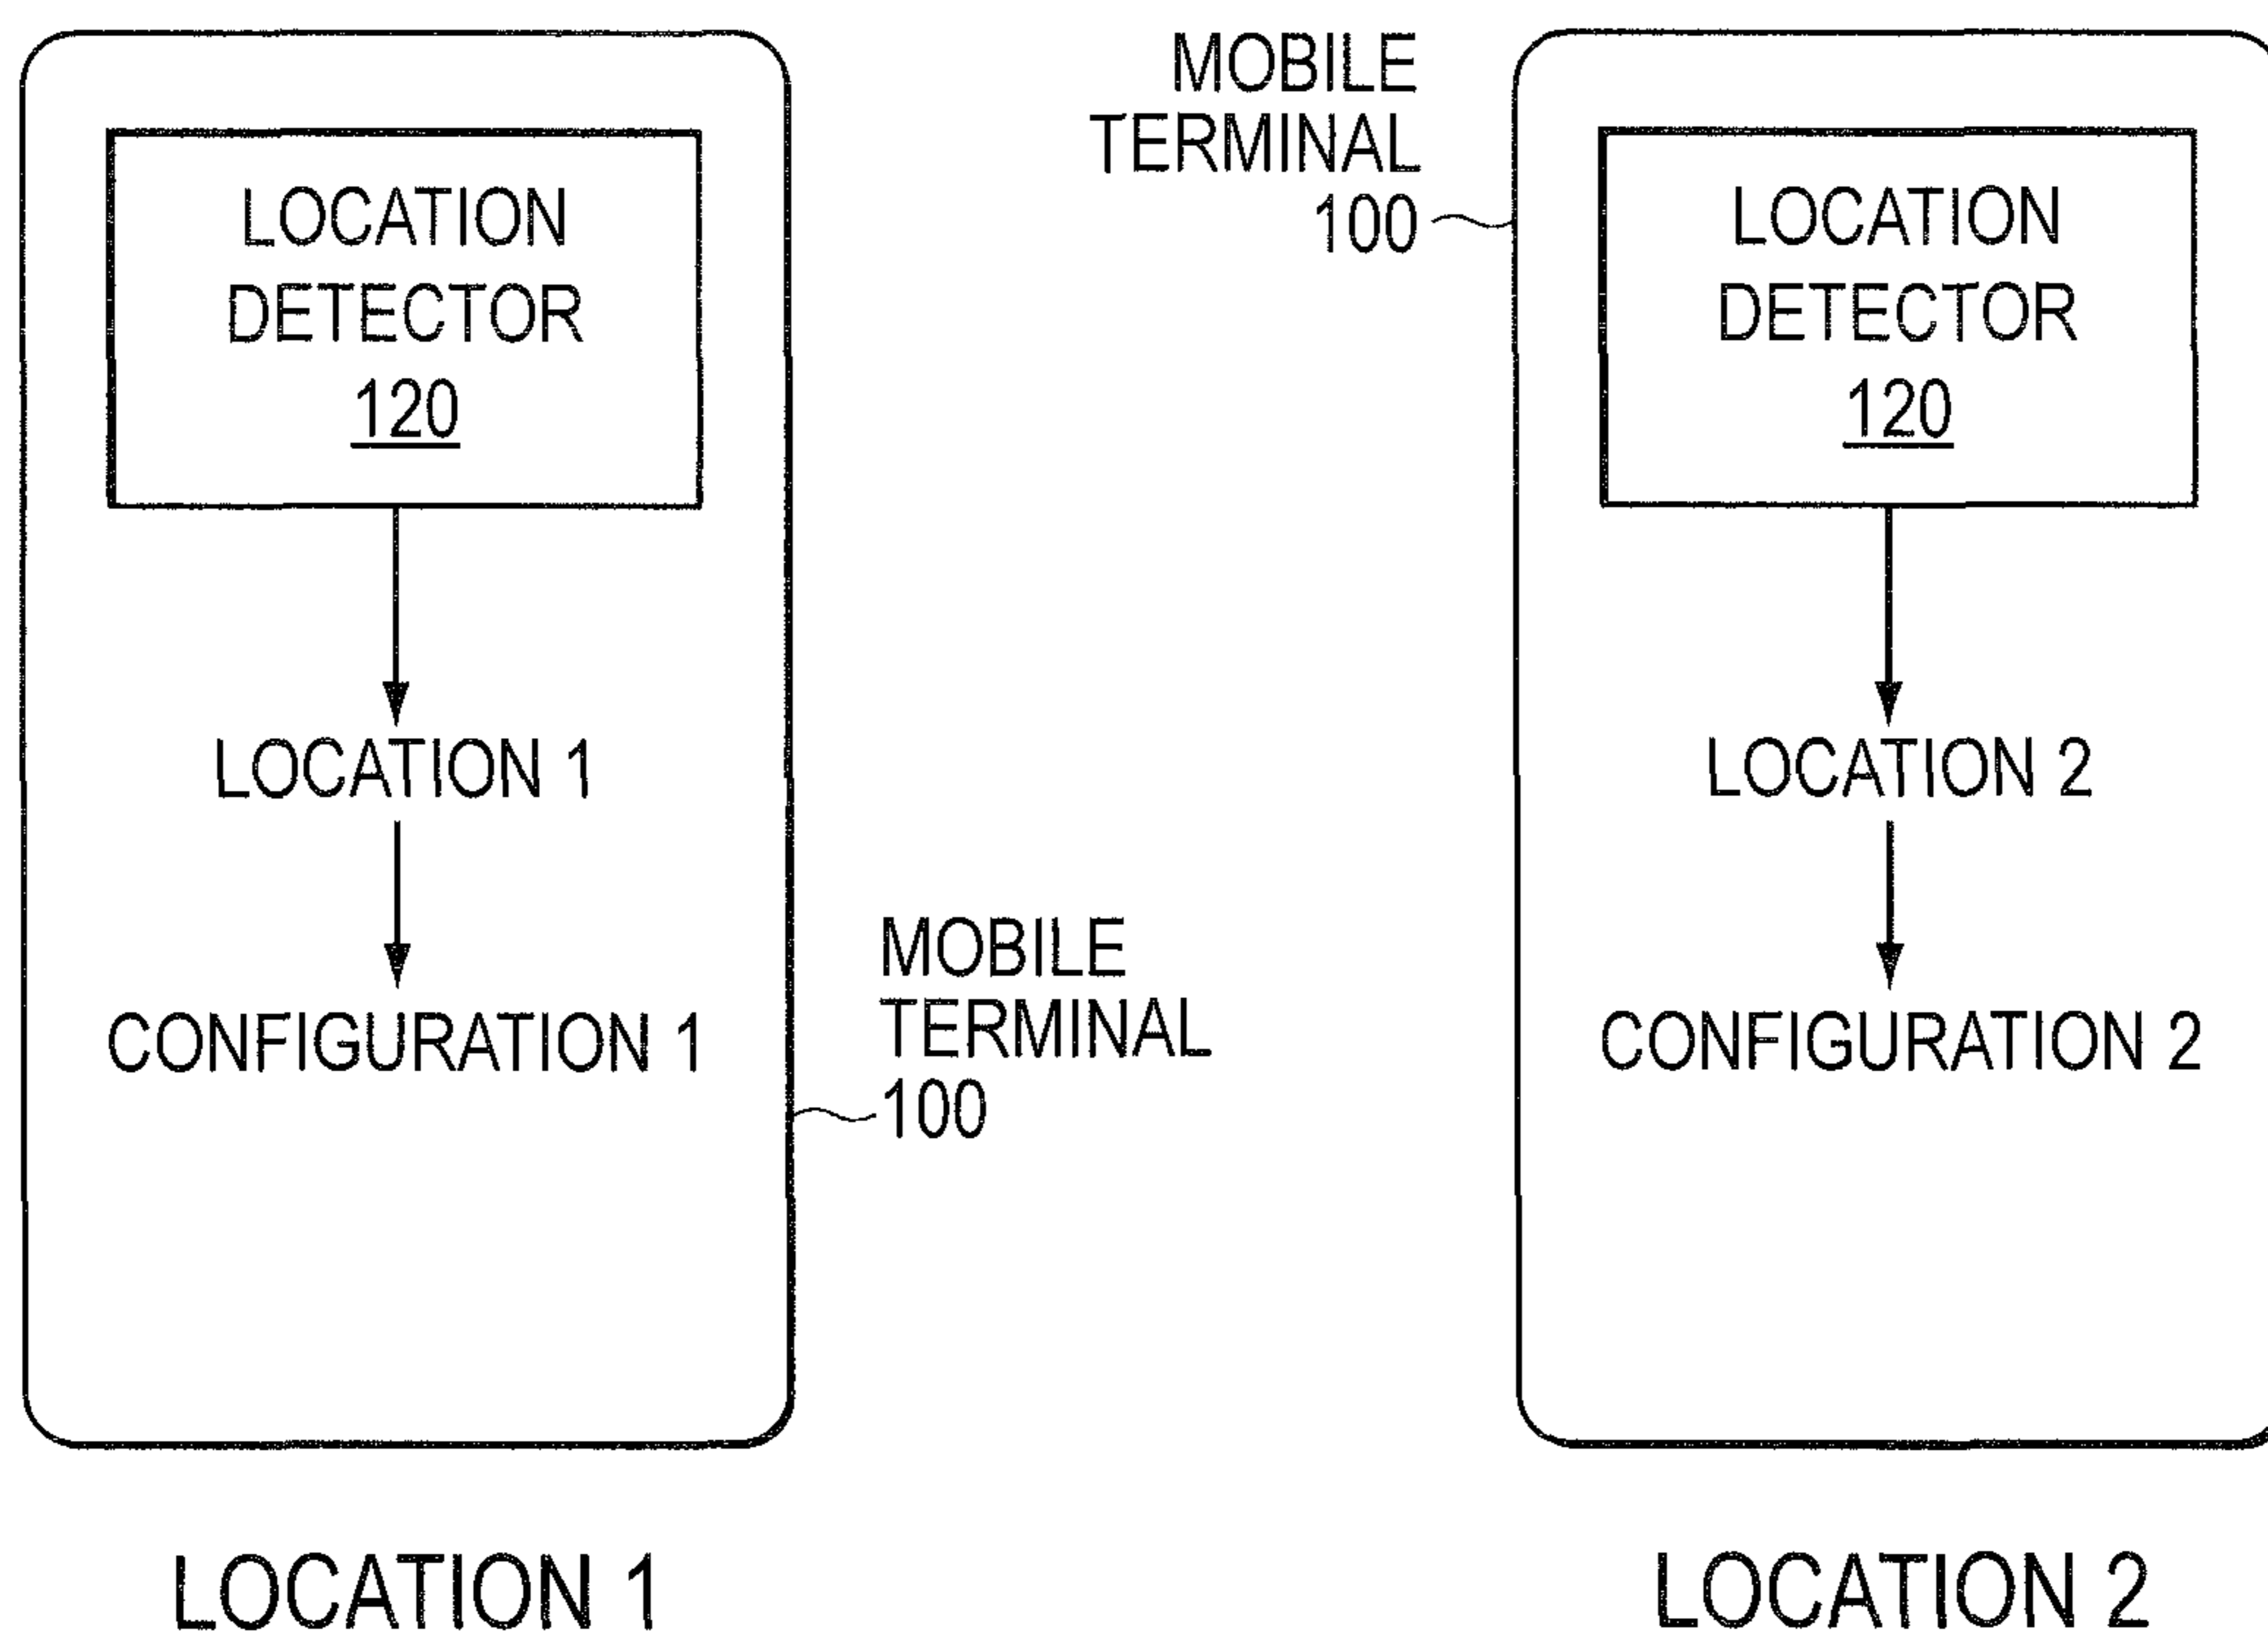 LOCATION
DETECTOR
120
LOCATION 1
CONFIGURATION 1
MOBILE
TERMINAL
100
LOCATION 1
MOBILE
TERMINAL
100
LOCATION
DETECTOR
120
LOCATION 2
CONFIGURATION 2
LOCATION 2